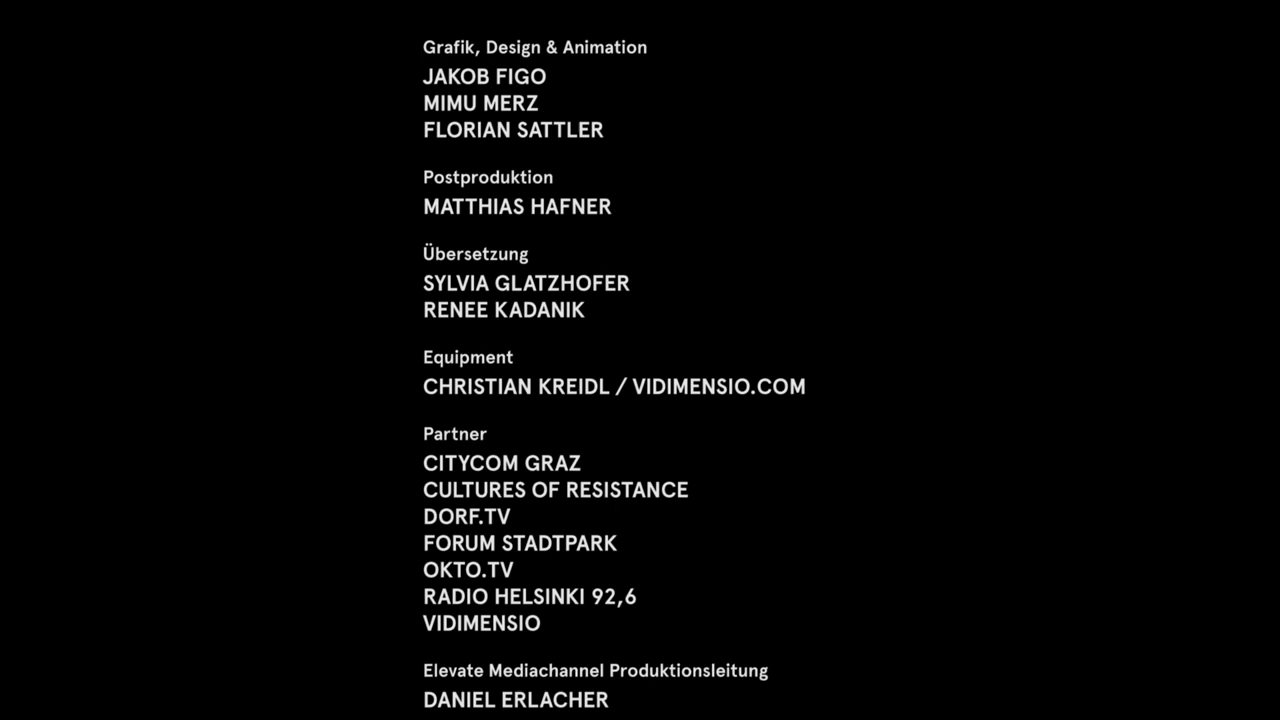 Grafik, Design & Animation
JAKOB FIGO
MIMU MERZ
FLORIAN SATTLER
Postproduktion
MATTHIAS HAFNER
Übersetzung
SYLVIA GLATZHOFER
RENEE KADANIK
Equipment
CHRISTIAN KREIDL / VIDIMENSIO.COM
Partner
CITYCOM GRAZ
CULTURES OF RESISTANCE
DORF.TV
FORUM STADTPARK
OKTO.TV
RADIO HELSINKI 92,6
VIDIMENSIO
Elevate Mediachannel Produktionsleitung
DANIEL ERLACHER